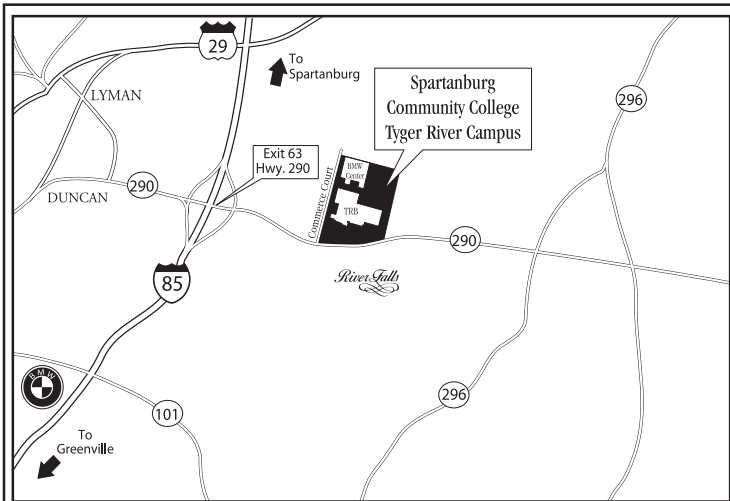 29
To
Spartanburg
Spartanburg
Community College
Tyger River Campus
296
LYMAN
Exit 63
Hwy. 290
BMW
Center
290
DUNCAN
TRB
Commerce Court
290
River Falls
85
BMW
296
101
To
Greenville